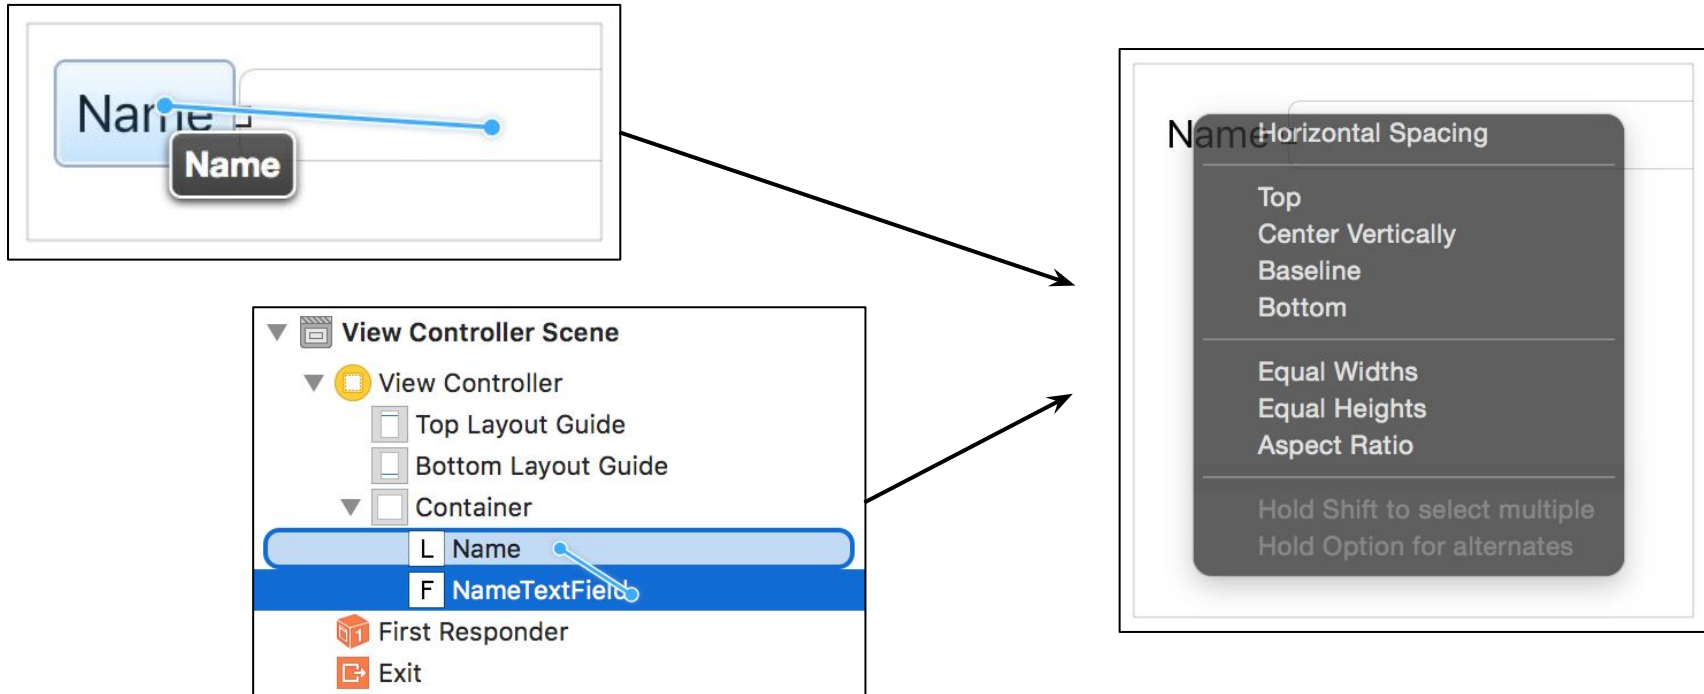 Name
Name
View Controller Scene
View Controller
Top Layout Guide
Bottom Layout Guide
Container
L Name
F NameTextField
First Responder
Exit
Name
Horizontal Spacing
Top
Center Vertically
Baseline
Bottom
Equal Widths
Equal Heights
Aspect Ratio
Hold Shift to select multiple
Hold Option for alternates